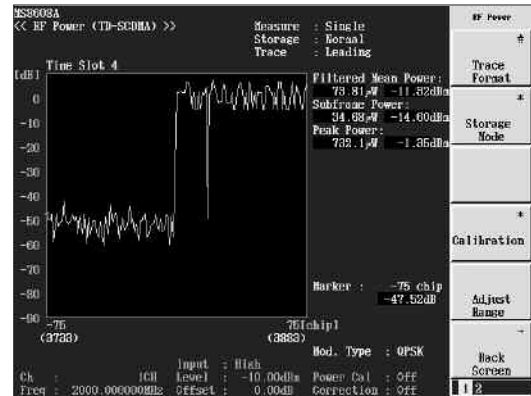 MS8608A
<< RF Power (TD-SCDMA) >>
Measure : Single
Storage : Normal
Trace : Leading
Time Slot 4
[dB]
0
-10
-20
-30
-40
-50
-60
-70
-80
-90
-75
(3733)
75[chip]
(3883)
Filtered Mean Power:
73.81µW -11.32dBm
Subframe Power:
34.68µW -14.60dBm
Peak Power:
732.1µW -1.35dBm
Marker : -75 chip
-47.52dB
Mod. Type : QPSK
Ch : 1CH
Input : High
Level : -10.00dBm
Power Cal : Off
Freq : 2000.000000MHz
Offset : 0.00dB
Correction : Off
RF Power
#
Trace
Format
*
Storage
Mode
*
Calibration
Adjust
Range
→
Back
Screen
1 2